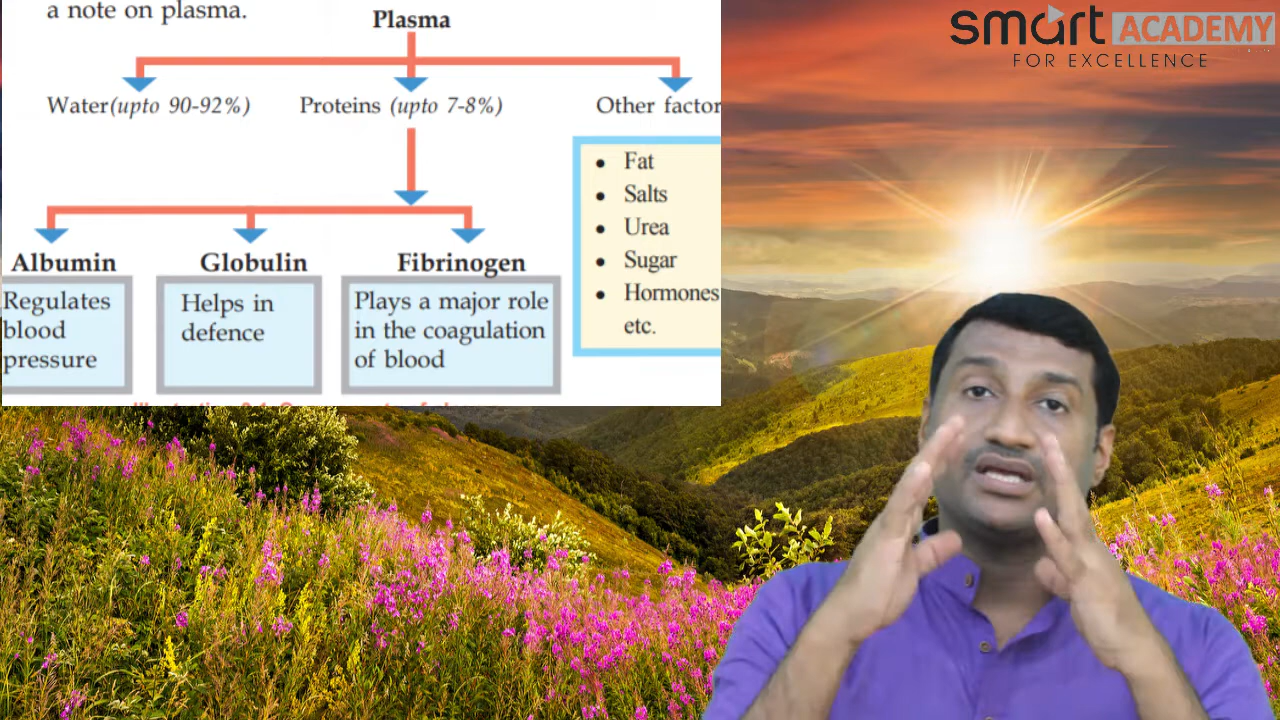 a note on plasma.
Plasma
Water(upto 90-92%)
Proteins (upto 7-8%)
Other factor
• Fat
• Salts
• Urea
• Sugar
• Hormones
etc.
Albumin
Regulates
blood
pressure
Globulin
Helps in
defence
Fibrinogen
Plays a major role
in the coagulation
of blood
smart ACADEMY
FOR EXCELLENCE